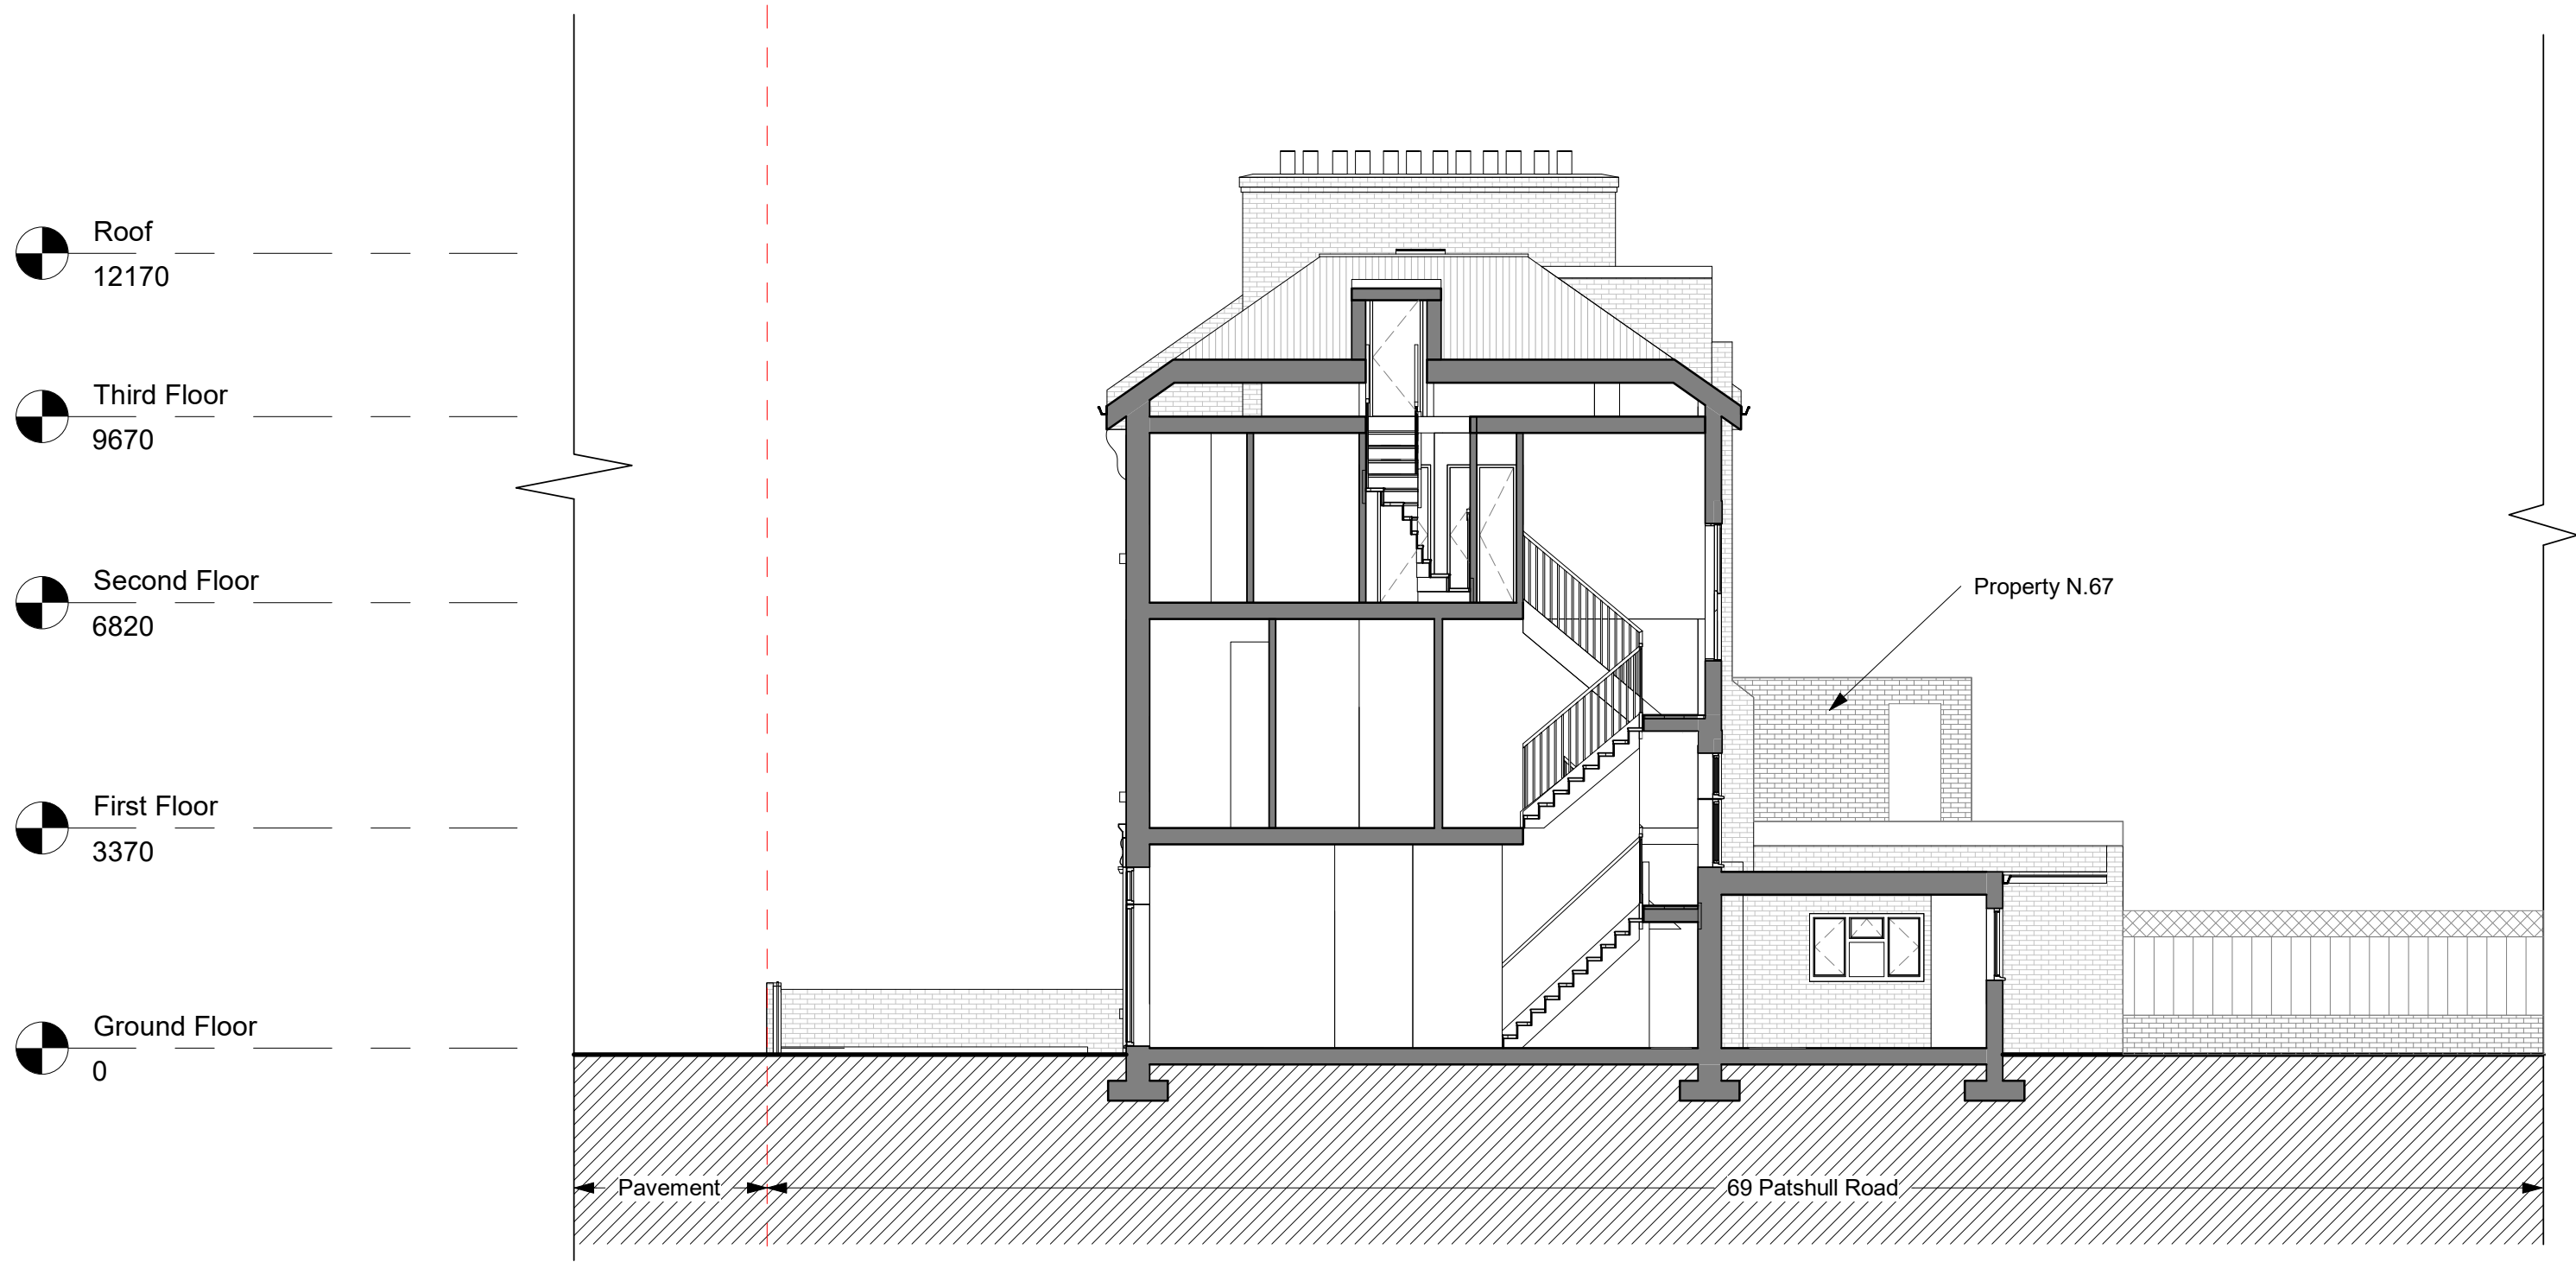 Roof
12170
Third Floor
9670
Second Floor
6820
Property N.67
First Floor
3370
Ground Floor
0
Pavement
69 Patshull Road